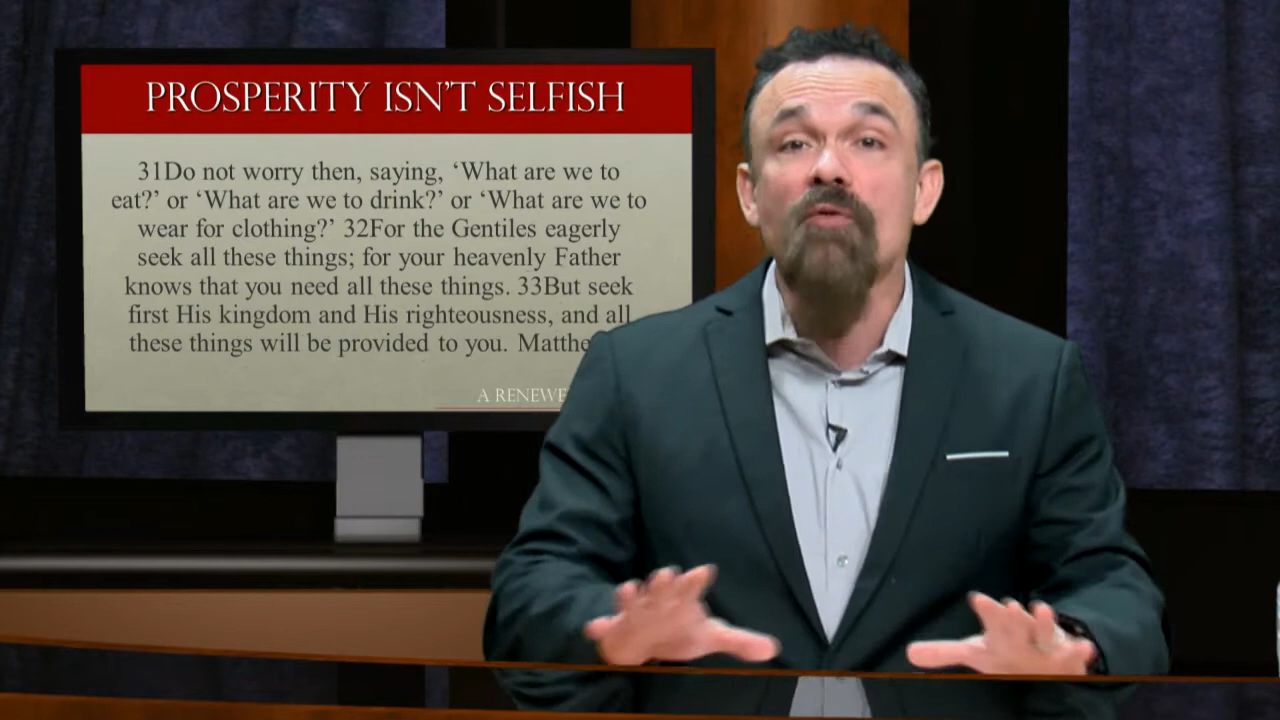 PROSPERITY ISN'T SELFISH
31Do not worry then, saying, ‘What are we to
eat?’ or ‘What are we to drink?’ or ‘What are we to
wear for clothing?’ 32For the Gentiles eagerly
seek all these things; for your heavenly Father
knows that you need all these things. 33But seek
first His kingdom and His righteousness, and all
these things will be provided to you.
A